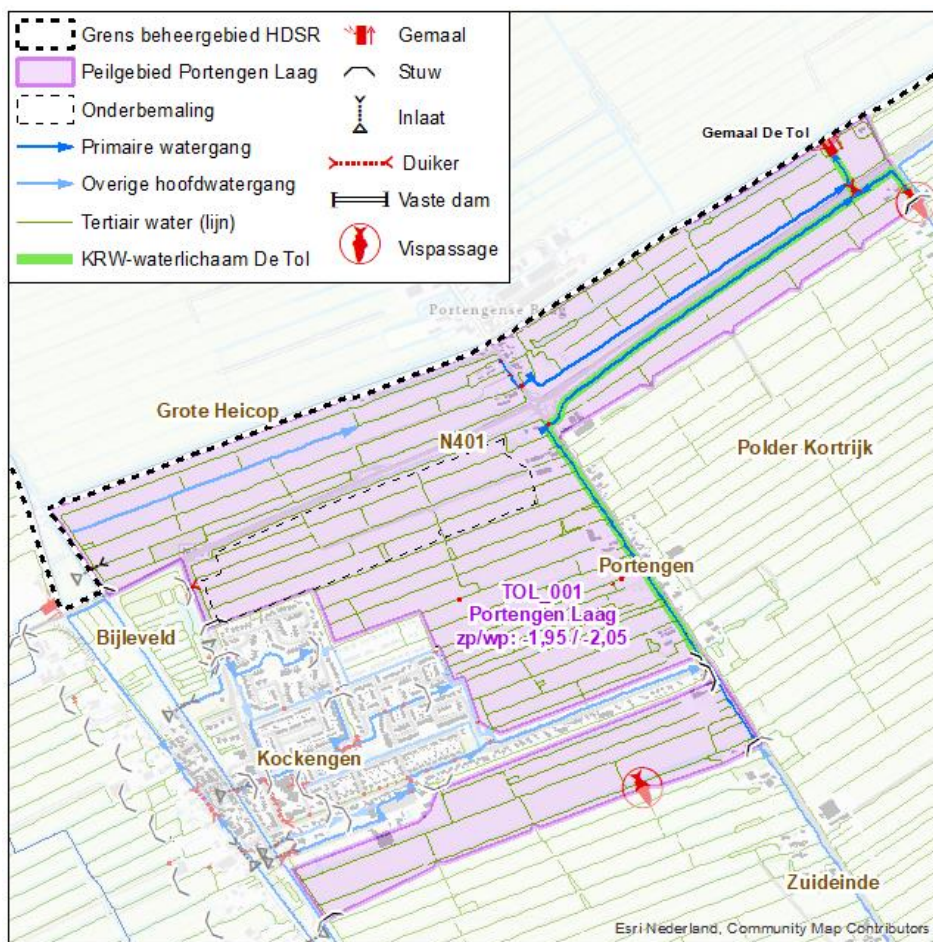 Grens beheergebied HDSR
Peilgebied Portengen Laag
Onderbemaling
Primaire watergang
Overige hoofdwatergang
Tertiair water (lijn)
KRW-waterlichaam De Tol
Gemaal
Stuw
Inlaat
Duiker
Vaste dam
Vispassage
Gemaal De Tol
Portengense
Grote Heicop
N401
Polder Kortrijk
Portengen
TOL_001
Portengen Laag
zp/wp: -1,95 / -2,05
Bijleveld
Kockengen
Zuideinde
Esri Nederland, Community Map Contributors